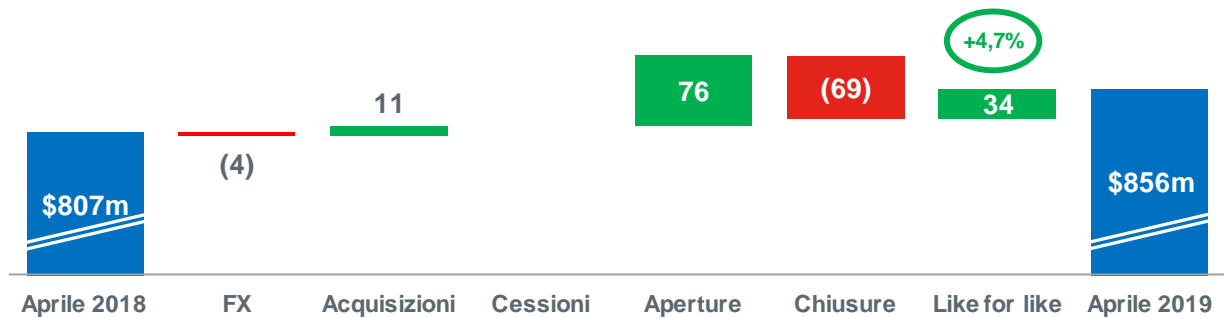 +4,7%
76
(69)
34
11
(4)
$807m
$856m
Aprile 2018 FX Acquisizioni Cessioni Aperture Chiusure Like for like Aprile 2019